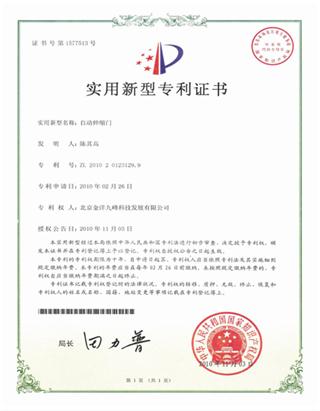 证书号第1577513号
实用新型专利证书
实用新型名称：自动伸缩门
发 明 人：陈其高
专 利 号：ZL 2010 2 0123129.9
专利申请日：2010年02月26日
专 利 权 人：北京金洋九峰科技发展有限公司
授权公告日：2010年11月03日
本实用新型经过本局依照中华人民共和国专利法进行初步审查，决定授予专利权，颁
发本证书并在专利登记簿上予以登记。专利权自授权公告之日起生效。
本专利的专利权期限为十年，自申请日起算。专利权人应当依照专利法及其实施细则
规定缴纳年费。本专利的年费应当在每年02月26日前缴纳。未按照规定缴纳年费的，专
利权自应当缴纳年费期满之日起终止。
专利证书记载专利权登记时的法律状况。专利权的转移、质押、无效、终止、恢复和
专利权人的姓名或名称、国籍、地址变更等事项记载在专利登记簿上。
局长 田力普
中华人民共和国国家知识产权局
2010年11月03日
第1页（共1页）